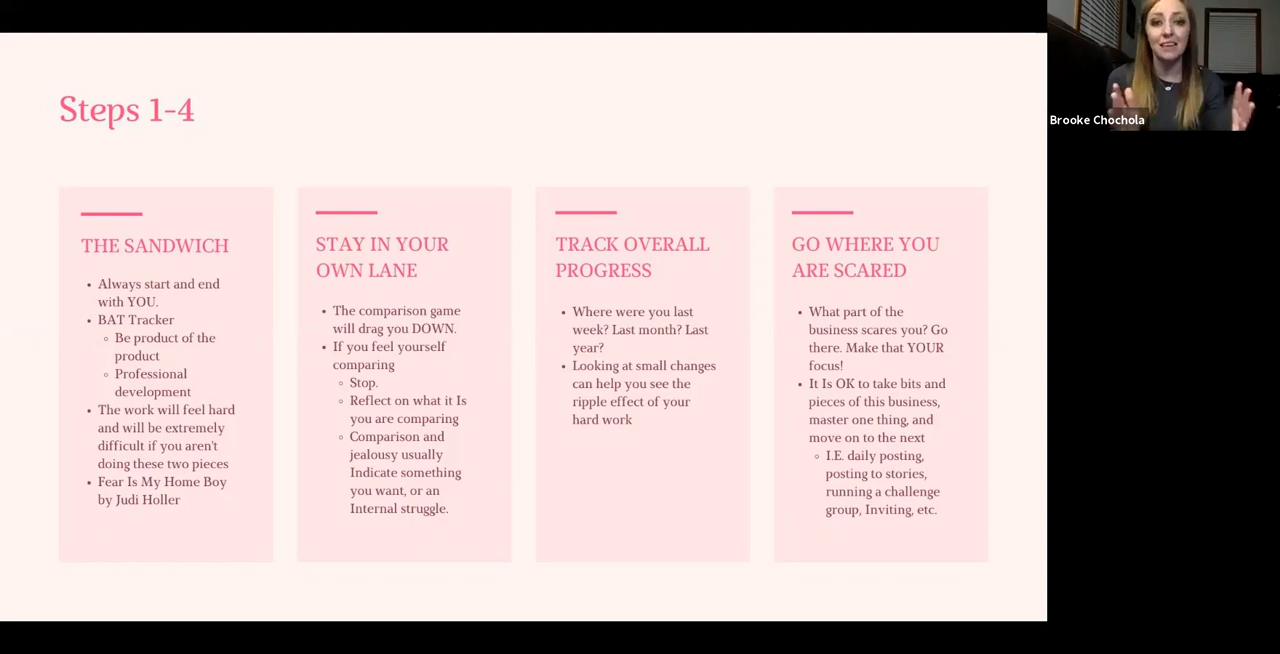 Steps 1-4
THE SANDWICH
Always start and end
with YOU.
BAT Tracker
Be product of the
product
Professional
development
The work will feel hard
and will be extremely
difficult if you aren't
doing these two pieces
Fear Is My Home Boy
by Judi Holler
STAY IN YOUR
OWN LANE
The comparison game
will drag you DOWN.
If you feel yourself
comparing
Stop.
Reflect on what it Is
you are comparing
Comparison and
jealousy usually
Indicate something
you want, or an
Internal struggle.
TRACK OVERALL
PROGRESS
Where were you last
week? Last month? Last
year?
Looking at small changes
can help you see the
ripple effect of your
hard work
GO WHERE YOU
ARE SCARED
What part of the
business scares you? Go
there. Make that YOUR
focus!
It Is OK to take bits and
pieces of this business,
master one thing, and
move on to the next
I.E. daily posting,
posting to stories,
running a challenge
group, Inviting, etc.
Brooke Chochola